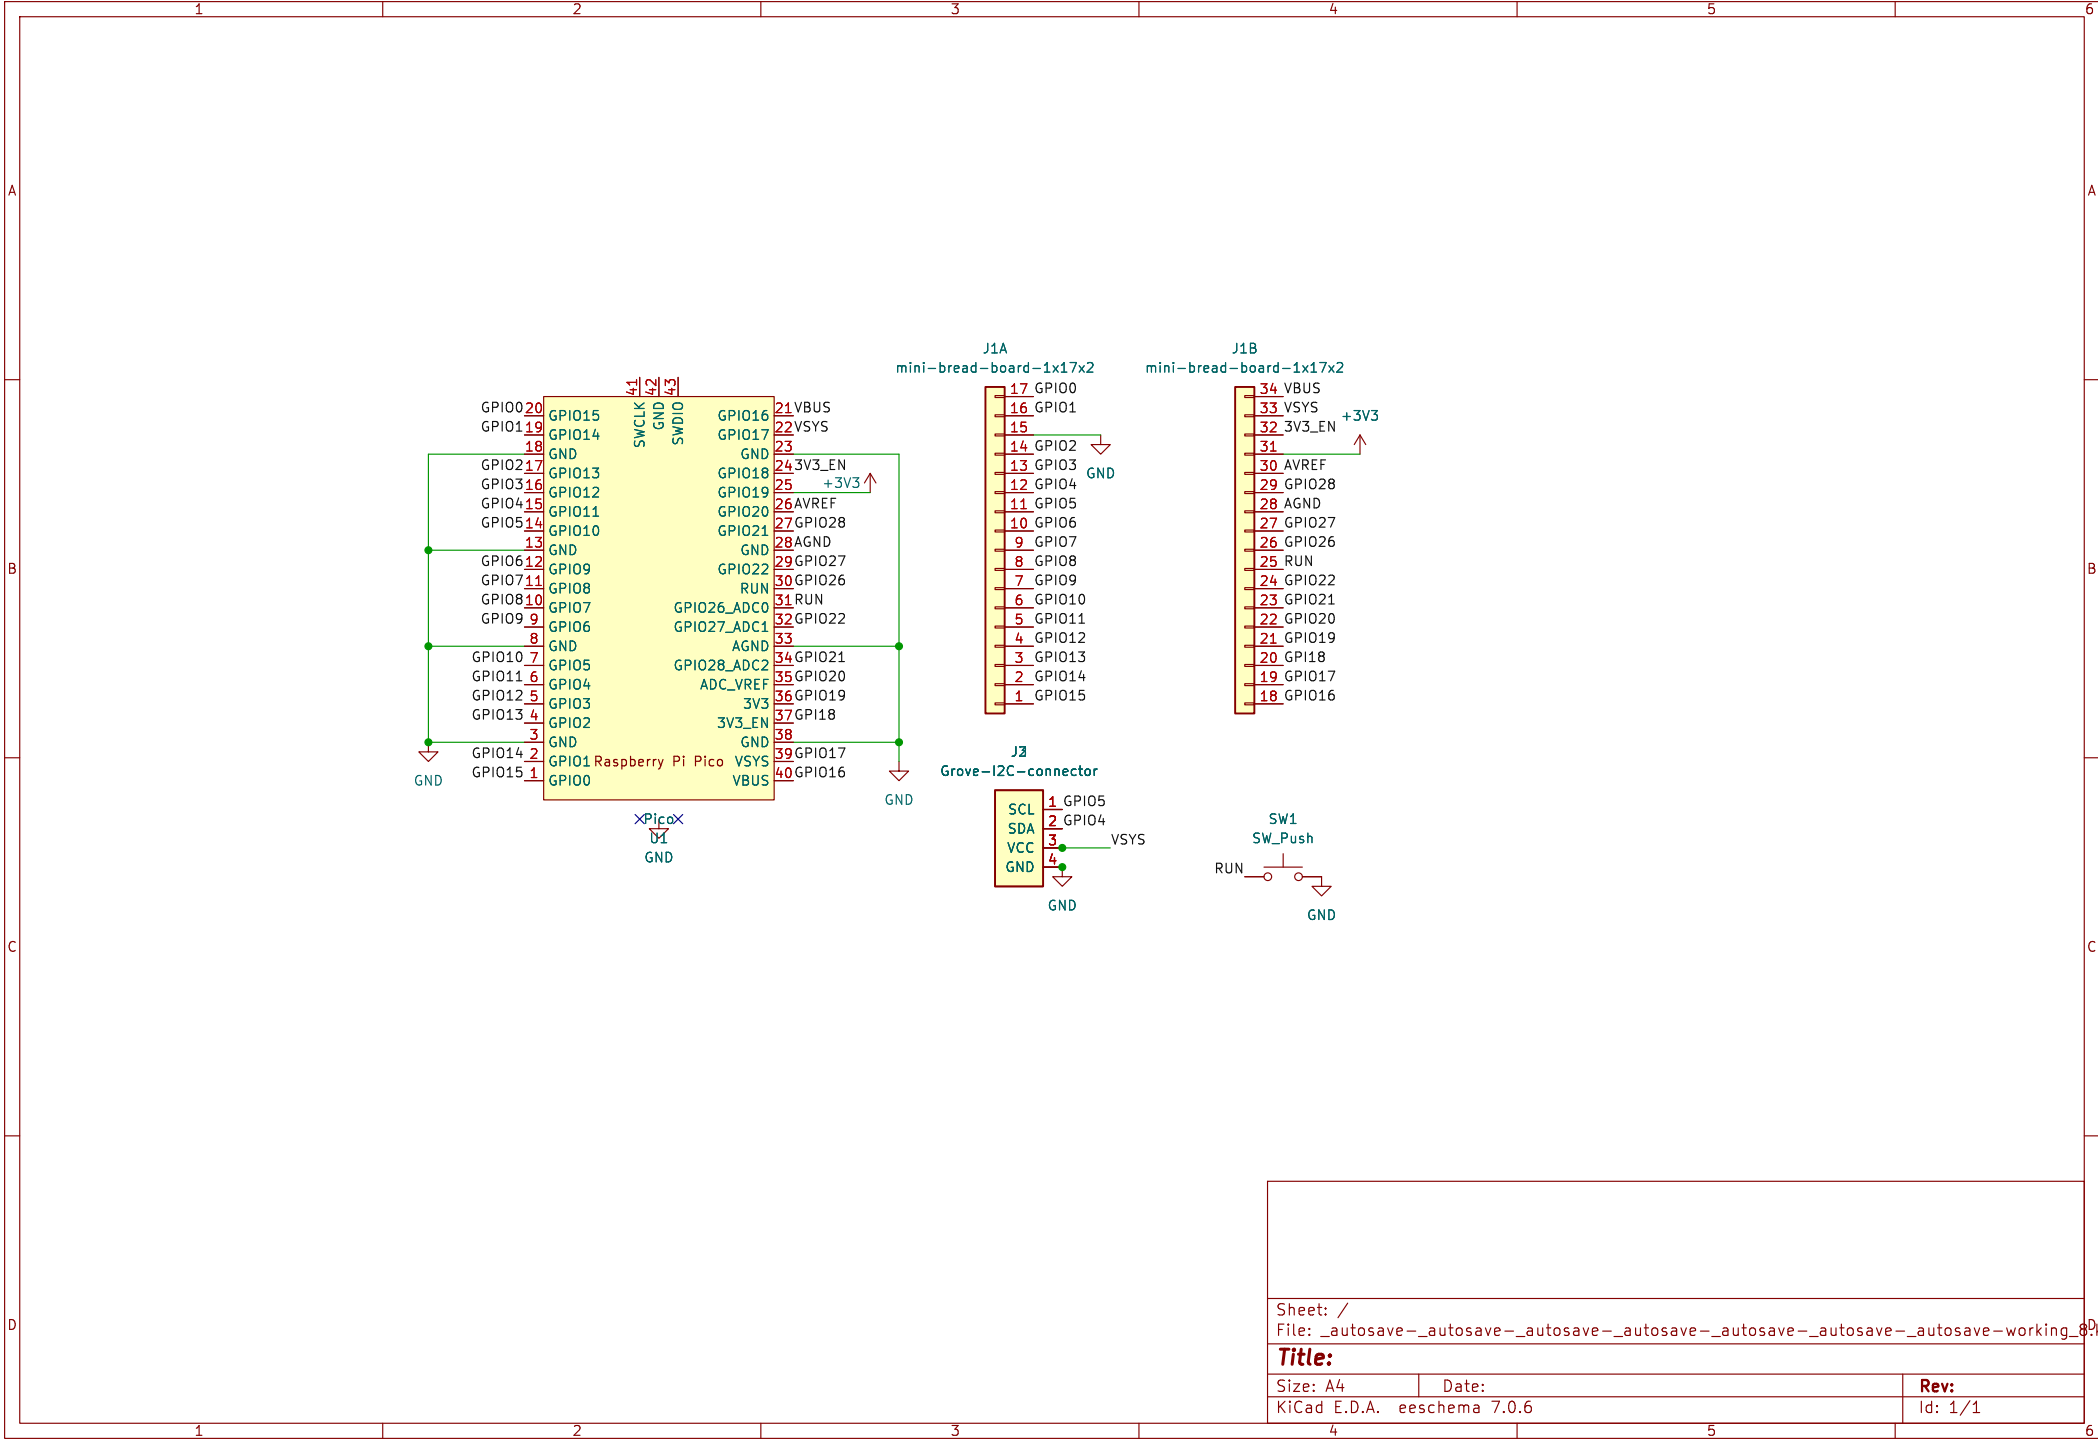 1 2 3 4 5 6
A A
B B
C C
D D
J1A
mini-bread-board-1x17x2
17 GPIO0
16 GPIO1
15
14 GPIO2
13 GPIO3
12 GPIO4
11 GPIO5
10 GPIO6
9 GPIO7
8 GPIO8
7 GPIO9
6 GPIO10
5 GPIO11
4 GPIO12
3 GPIO13
2 GPIO14
1 GPIO15
GND
J1B
mini-bread-board-1x17x2
34 VBUS
33 VSYS
32 3V3_EN
31
30 AVREF
29 GPIO28
28 AGND
27 GPIO27
26 GPIO26
25 RUN
24 GPIO22
23 GPIO21
22 GPIO20
21 GPIO19
20 GPI18
19 GPIO17
18 GPIO16
+3V3
41 42 43
SWCLK GND SWDIO
GPIO0 20 GPIO15
GPIO1 19 GPIO14
18 GND
GPIO2 17 GPIO13
GPIO3 16 GPIO12
GPIO4 15 GPIO11
GPIO5 14 GPIO10
13 GND
GPIO6 12 GPIO9
GPIO7 11 GPIO8
GPIO8 10 GPIO7
GPIO9 9 GPIO6
8 GND
GPIO10 7 GPIO5
GPIO11 6 GPIO4
GPIO12 5 GPIO3
GPIO13 4 GPIO2
3 GND
GPIO14 2 GPIO1
GPIO15 1 GPIO0
GND
Raspberry Pi Pico
GPIO16 21 VBUS
GPIO17 22 VSYS
GND 23
GPIO18 24 3V3_EN
GPIO19 25 +3V3
GPIO20 26 AVREF
GPIO21 27 GPIO28
GND 28 AGND
GPIO22 29 GPIO27
RUN 30 GPIO26
GPIO26_ADC0 31 RUN
GPIO27_ADC1 32 GPIO22
AGND 33
GPIO28_ADC2 34 GPIO21
ADC_VREF 35 GPIO20
3V3 36 GPIO19
3V3_EN 37 GPI18
GND 38
VSYS 39 GPIO17
VBUS 40 GPIO16
GND
Pico
U1
GND
Grove-I2C-connector
SCL 1 GPIO5
SDA 2 GPIO4
VCC 3 VSYS
GND 4
GND
SW1
SW_Push
RUN
GND
Sheet: /
File: _autosave-_autosave-_autosave-_autosave-_autosave-_autosave-_autosave-working_8.
Title:
Size: A4 Date: Rev:
KiCad E.D.A. eeschema 7.0.6 Id: 1/1
1 2 3 4 5 6